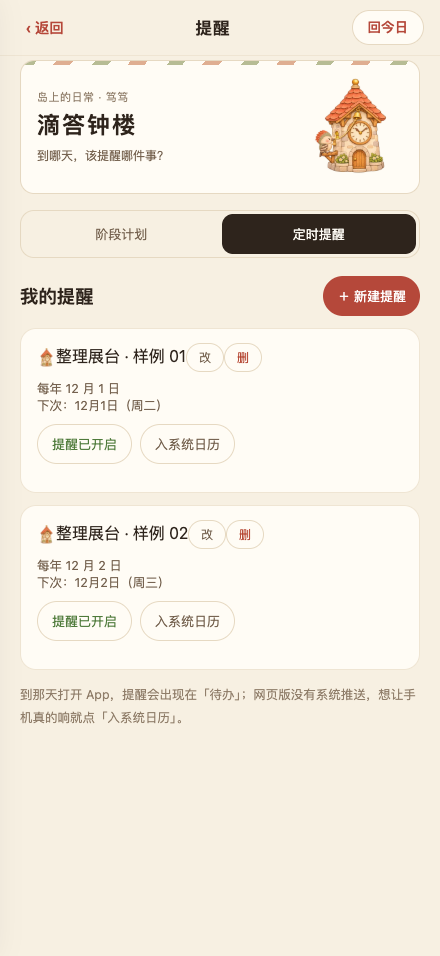 ‹ 返回
提醒
回今日
岛上的日常 · 笃笃
滴答钟楼
到哪天，该提醒哪件事?
阶段计划
定时提醒
我的提醒
+ 新建提醒
整理展台 · 样例 01 改 删
每年 12 月 1 日
下次：12月1日（周二）
提醒已开启
入系统日历
整理展台 · 样例 02 改 删
每年 12 月 2 日
下次：12月2日（周三）
提醒已开启
入系统日历
到那天打开 App，提醒会出现在「待办」；网页版没有系统推送，想让手
机真的响就点「入系统日历」。